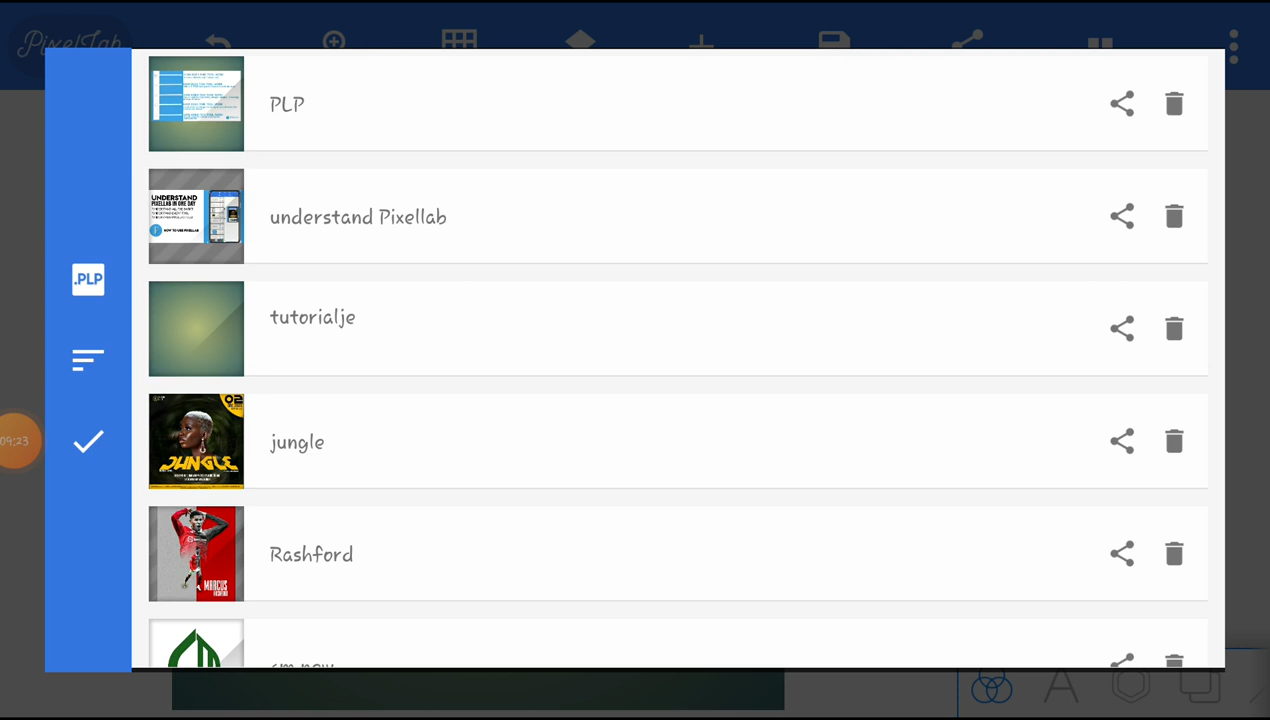 PixelLab
PLP
UNDERSTAND
PIXELLAB IN ONE DAY
HOW TO USE PIXELLAB
understand Pixellab
.PLP
tutorialje
09:23
02
JUNGLE
jungle
Rashford
MARCUS
RASHFORD